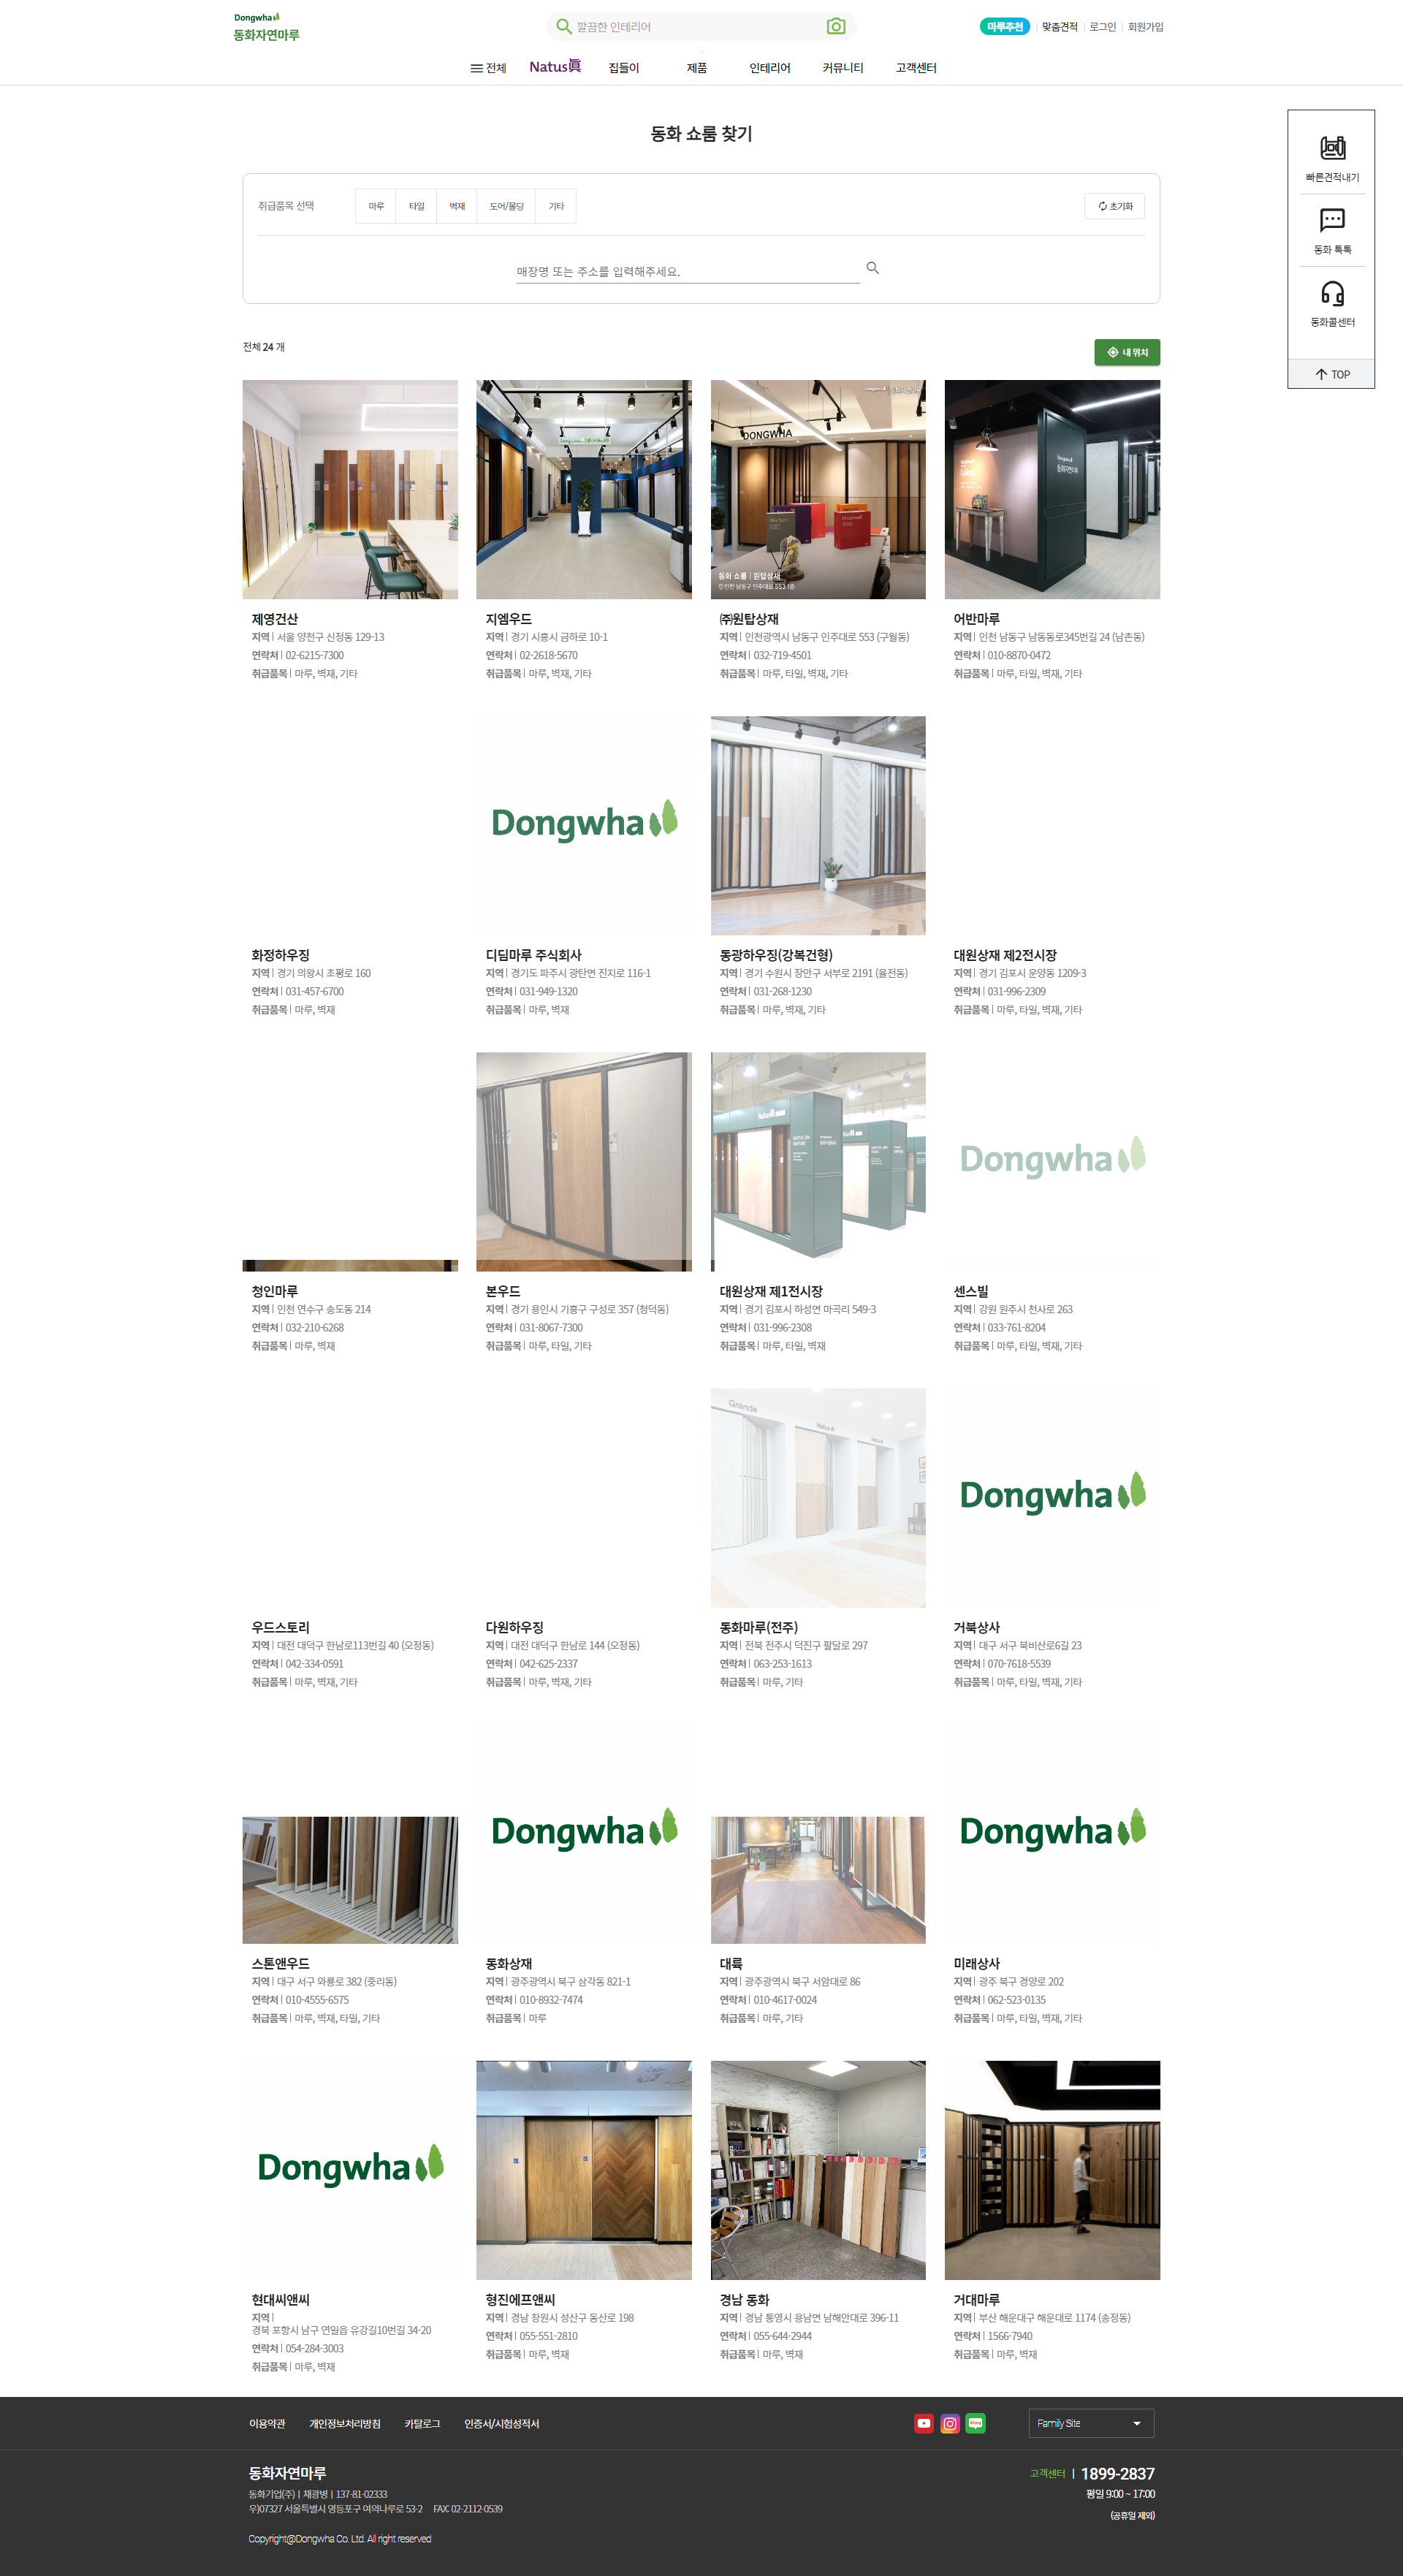 Dongwha
동화자연마루
깔끔한 인테리어
마루추천 맞춤견적 로그인 회원가입
전체 Natus眞 집들이 제품 인테리어 커뮤니티 고객센터
동화 쇼룸 찾기
취급품목 선택 마루 타일 벽재 도어/몰딩 기타 초기화
매장명 또는 주소를 입력해주세요.
빠른견적내기
동화 톡톡
동화콜센터
TOP
전체 24 개
내 위치
DONGWHA
동화 쇼룸 | 원탑상재
인천 남동구 인주대로 553 1층
제영건산
지역 | 서울 양천구 신정동 129-13
연락처 | 02-6215-7300
취급품목 | 마루, 벽재, 기타
지엠우드
지역 | 경기 시흥시 금하로 10-1
연락처 | 02-2618-5670
취급품목 | 마루, 벽재, 기타
㈜원탑상재
지역 | 인천광역시 남동구 인주대로 553 (구월동)
연락처 | 032-719-4501
취급품목 | 마루, 타일, 벽재, 기타
어반마루
지역 | 인천 남동구 남동동로345번길 24 (남촌동)
연락처 | 010-8870-0472
취급품목 | 마루, 타일, 벽재, 기타
Dongwha
화정하우징
지역 | 경기 의왕시 초평로 160
연락처 | 031-457-6700
취급품목 | 마루, 벽재
디딤마루 주식회사
지역 | 경기도 파주시 광탄면 진지로 116-1
연락처 | 031-949-1320
취급품목 | 마루, 벽재
동광하우징(강복건형)
지역 | 경기 수원시 장안구 서부로 2191 (율전동)
연락처 | 031-268-1230
취급품목 | 마루, 벽재, 기타
대원상재 제2전시장
지역 | 경기 김포시 운양동 1209-3
연락처 | 031-996-2309
취급품목 | 마루, 타일, 벽재, 기타
Dongwha
청인마루
지역 | 인천 연수구 송도동 214
연락처 | 032-210-6268
취급품목 | 마루, 벽재
본우드
지역 | 경기 용인시 기흥구 구성로 357 (청덕동)
연락처 | 031-8067-7300
취급품목 | 마루, 타일, 기타
대원상재 제1전시장
지역 | 경기 김포시 하성면 마곡리 549-3
연락처 | 031-996-2308
취급품목 | 마루, 타일, 벽재
센스빌
지역 | 강원 원주시 천사로 263
연락처 | 033-761-8204
취급품목 | 마루, 타일, 벽재, 기타
Grande
Dongwha
우드스토리
지역 | 대전 대덕구 한남로113번길 40 (오정동)
연락처 | 042-334-0591
취급품목 | 마루, 벽재, 기타
다원하우징
지역 | 대전 대덕구 한남로 144 (오정동)
연락처 | 042-625-2337
취급품목 | 마루, 벽재, 기타
동화마루(전주)
지역 | 전북 전주시 덕진구 팔달로 297
연락처 | 063-253-1613
취급품목 | 마루, 기타
거북상사
지역 | 대구 서구 북비산로6길 23
연락처 | 070-7618-5539
취급품목 | 마루, 타일, 벽재, 기타
Dongwha
Dongwha
스톤앤우드
지역 | 대구 서구 와룡로 382 (중리동)
연락처 | 010-4555-6575
취급품목 | 마루, 벽재, 타일, 기타
동화상재
지역 | 광주광역시 북구 삼각동 821-1
연락처 | 010-8932-7474
취급품목 | 마루
대륙
지역 | 광주광역시 북구 서암대로 86
연락처 | 010-4617-0024
취급품목 | 마루, 기타
미래상사
지역 | 광주 북구 경양로 202
연락처 | 062-523-0135
취급품목 | 마루, 타일, 벽재, 기타
Dongwha
현대씨앤씨
지역 |
경북 포항시 남구 연일읍 유강길10번길 34-20
연락처 | 054-284-3003
취급품목 | 마루, 벽재
형진에프앤씨
지역 | 경남 창원시 성산구 동산로 198
연락처 | 055-551-2810
취급품목 | 마루, 벽재
경남 동화
지역 | 경남 통영시 용남면 남해안대로 396-11
연락처 | 055-644-2944
취급품목 | 마루, 벽재
거대마루
지역 | 부산 해운대구 해운대로 1174 (송정동)
연락처 | 1566-7940
취급품목 | 마루, 벽재
이용약관 개인정보처리방침 카탈로그 인증서/시험성적서 Family Site
동화자연마루
동화기업(주) | 채광병 | 137-81-02333
우)07327 서울특별시 영등포구 여의나루로 53-2 FAX: 02-2112-0539
Copyright@Dongwha Co. Ltd. All right reserved
고객센터 | 1899-2837
평일 9:00 ~ 17:00
(공휴일 제외)